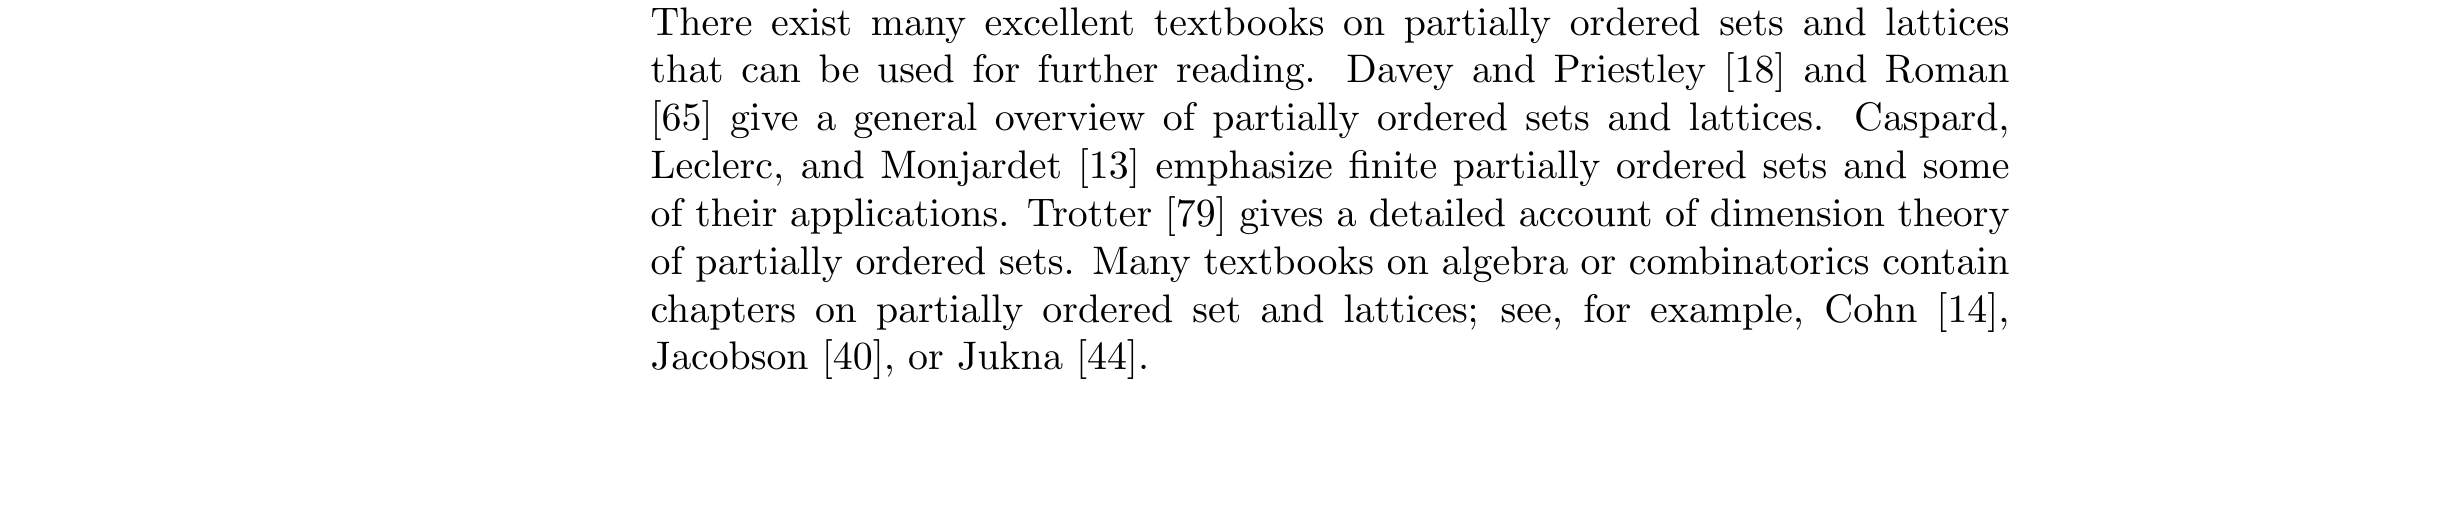 There exist many excellent textbooks on partially ordered sets and lattices
that can be used for further reading. Davey and Priestley [18] and Roman
[65] give a general overview of partially ordered sets and lattices. Caspard,
Leclerc, and Monjardet [13] emphasize finite partially ordered sets and some
of their applications. Trotter [79] gives a detailed account of dimension theory
of partially ordered sets. Many textbooks on algebra or combinatorics contain
chapters on partially ordered set and lattices; see, for example, Cohn [14],
Jacobson [40], or Jukna [44].